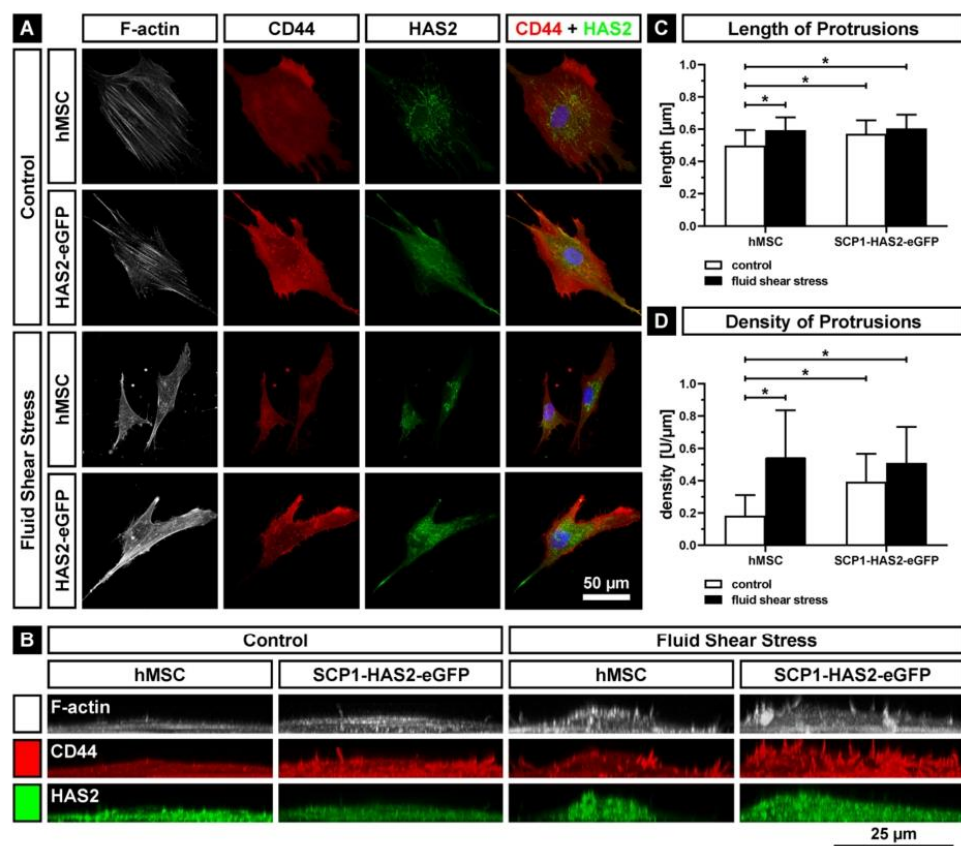 A
F-actin
CD44
HAS2
CD44 + HAS2
Control
hMSC
HAS2-eGFP
Fluid Shear Stress
hMSC
HAS2-eGFP
50 µm
C
Length of Protrusions
*
*
*
length [µm]
1.0
0.8
0.6
0.4
0.2
0.0
hMSC
SCP1-HAS2-eGFP
control
fluid shear stress
D
Density of Protrusions
*
*
*
density [U/µm]
1.0
0.8
0.6
0.4
0.2
0.0
hMSC
SCP1-HAS2-eGFP
control
fluid shear stress
B
Control
Fluid Shear Stress
hMSC
SCP1-HAS2-eGFP
hMSC
SCP1-HAS2-eGFP
F-actin
CD44
HAS2
25 µm